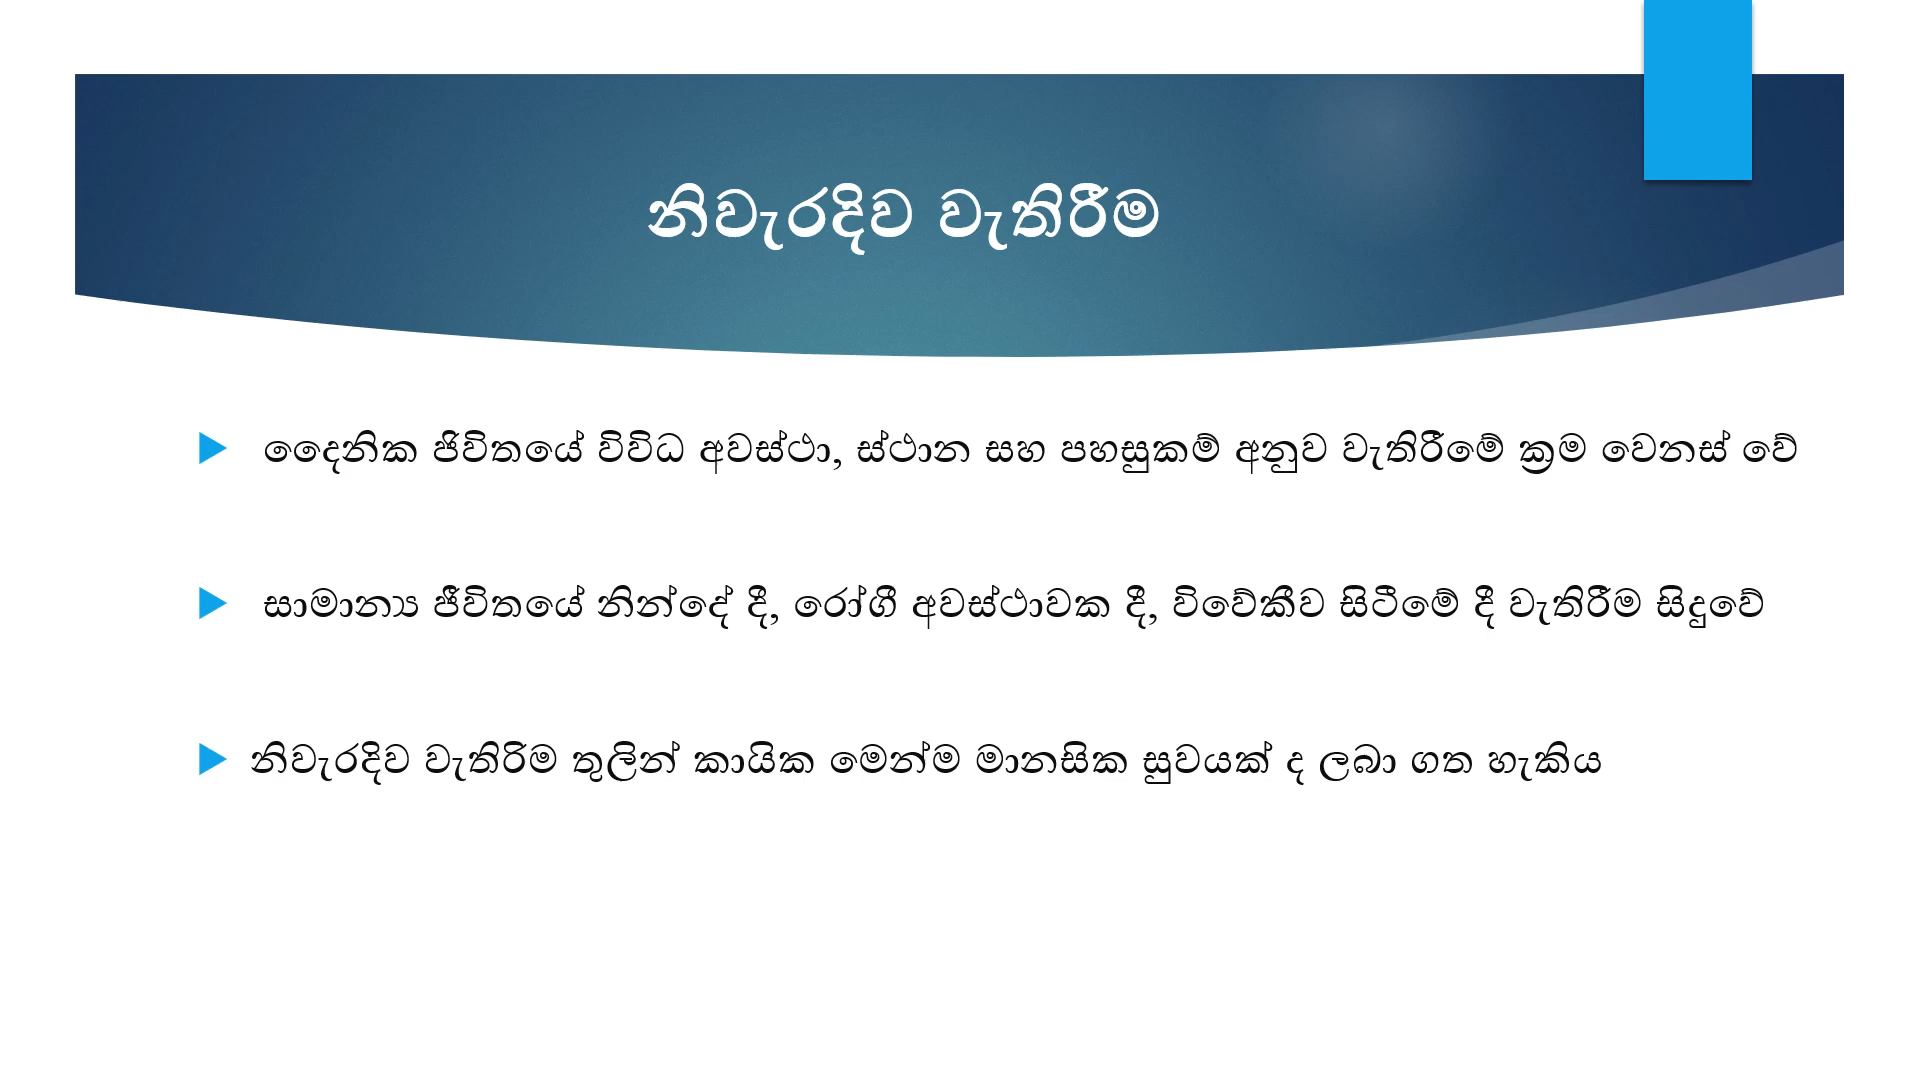 නිවැරදිව වැතිරීම
දෛනික ජිවිතයේ විවිධ අවස්ථා, ස්ථාන සහ පහසුකම් අනුව වැතිරීමේ ක්‍රම වෙනස් වේ
සාමාන්‍ය ජීවිතයේ නින්දේ දී, රෝගී අවස්ථාවක දී, විවේකීව සිටීමේ දී වැතිරීම සිදුවේ
නිවැරදිව වැතිරිම තුලින් කායික මෙන්ම මානසික සුවයක් ද ලබා ගත හැකිය